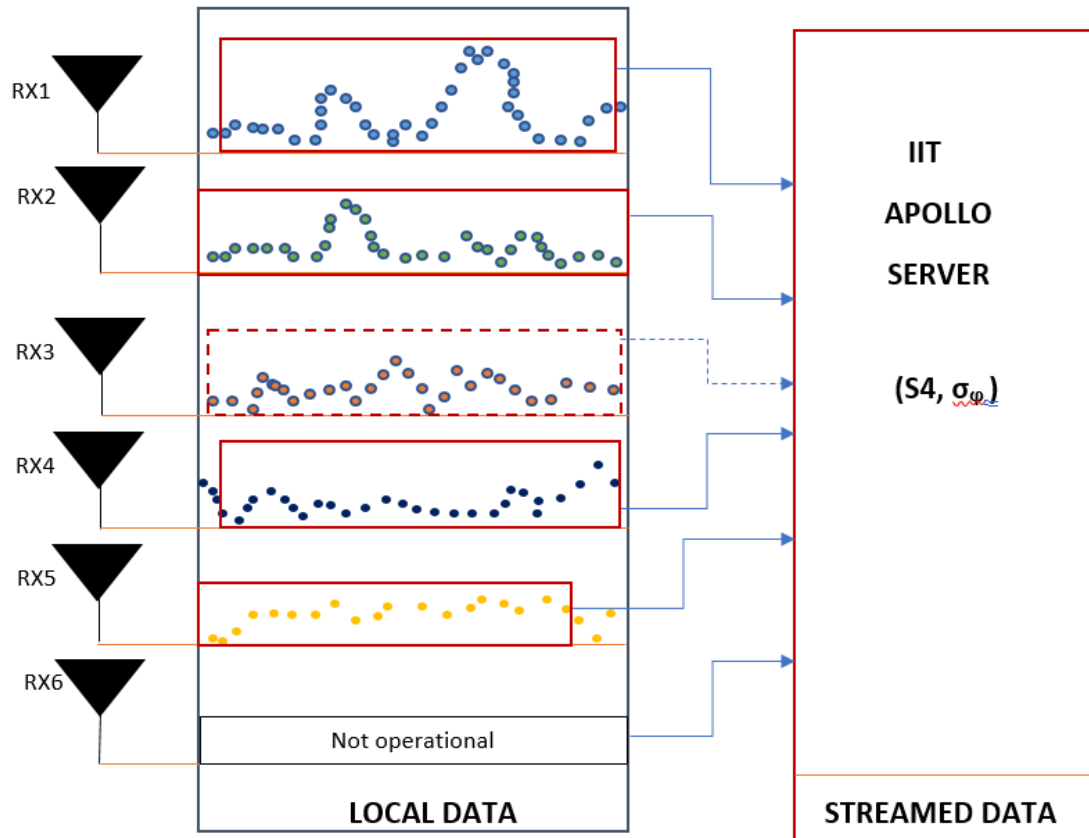 RX1
RX2
RX3
RX4
RX5
RX6
Not operational
LOCAL DATA
IIT
APOLLO
SERVER
(S4, σφ )
STREAMED DATA